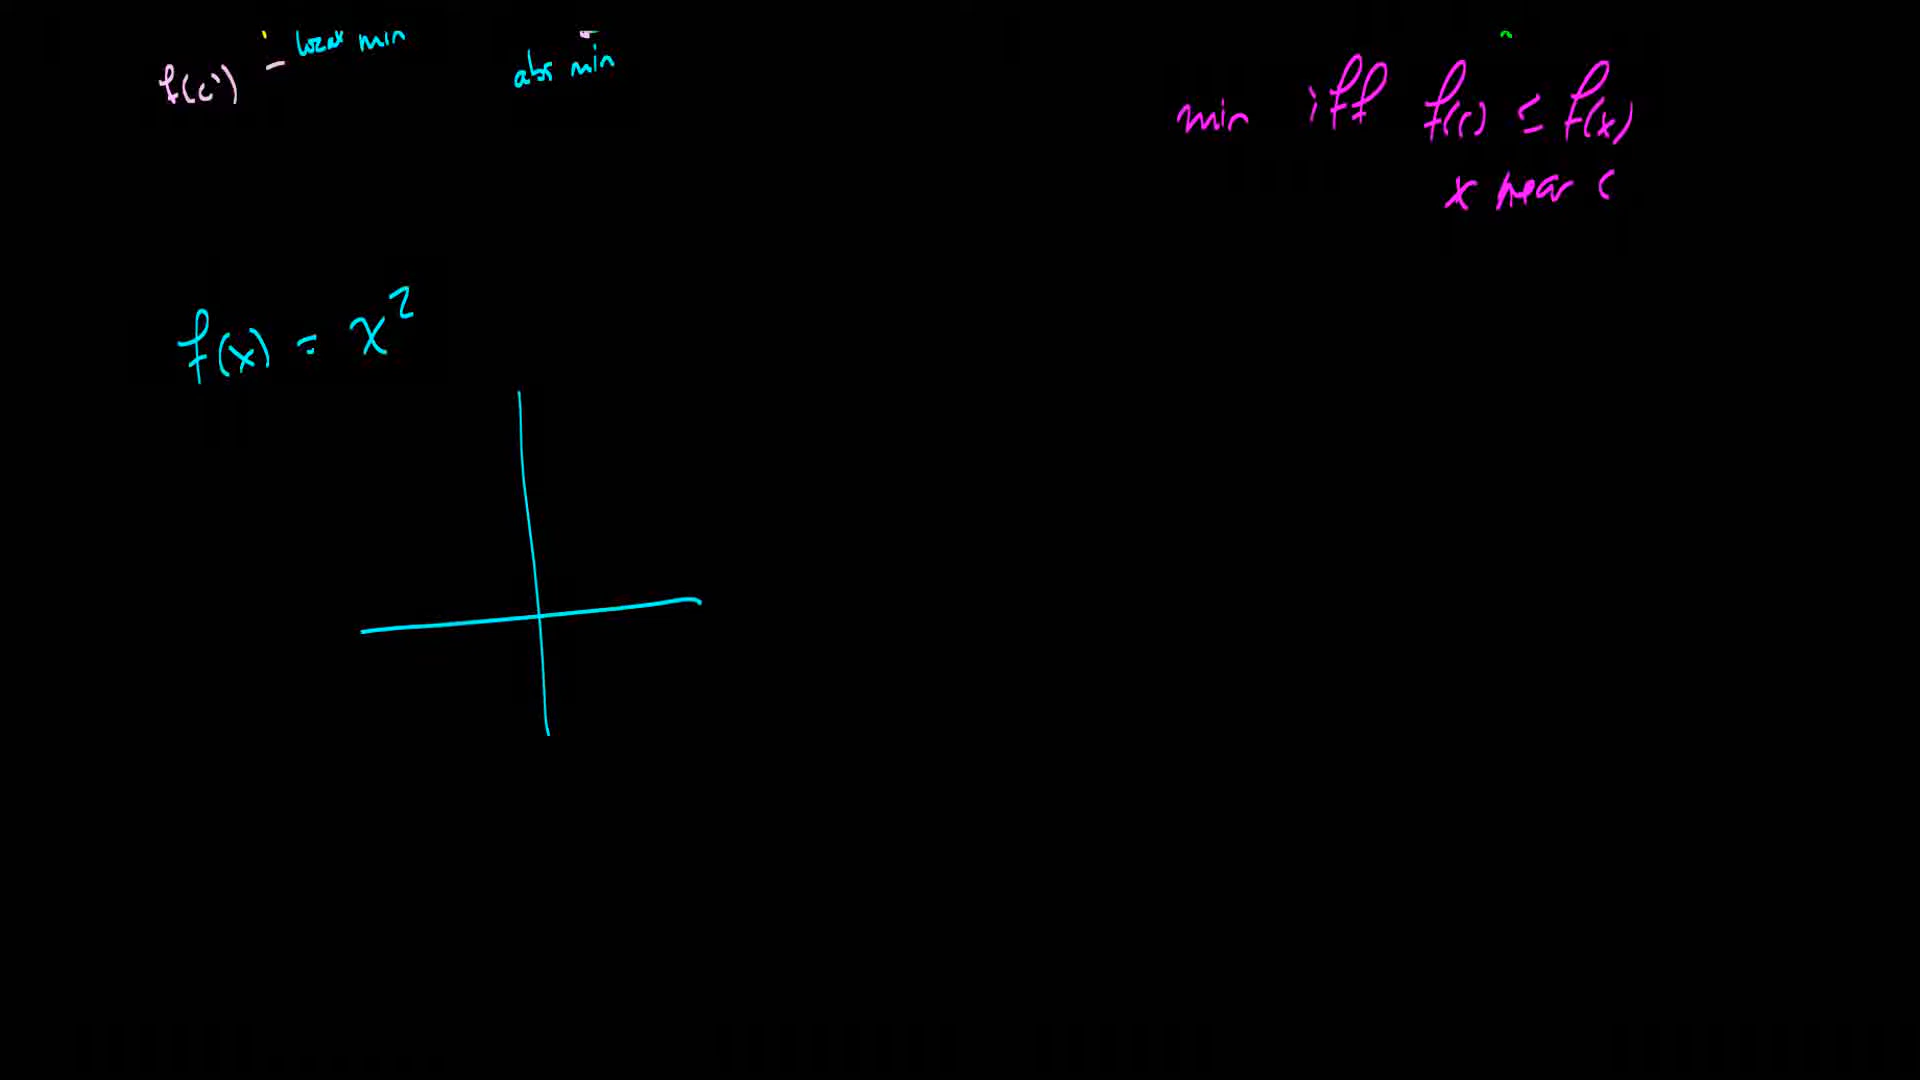 f(c') – local min
abs min
min iff f(c) ≤ f(x)
x near c
f(x) = x²